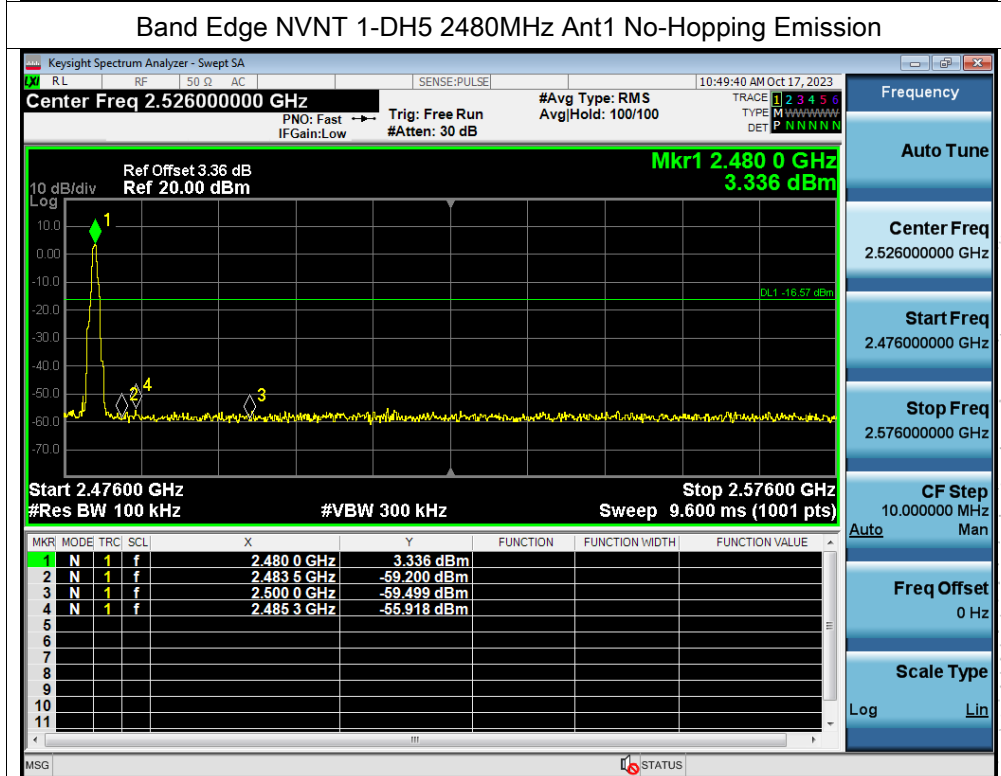 Band Edge NVNT 1-DH5 2480MHz Ant1 No-Hopping Emission
Keysight Spectrum Analyzer - Swept SA
LXI RL RF 50 Ω AC SENSE:PULSE 10:49:40 AM Oct 17, 2023
Center Freq 2.526000000 GHz
PNO: Fast
IFGain:Low
Trig: Free Run
#Atten: 30 dB
#Avg Type: RMS
Avg|Hold: 100/100
TRACE 1 2 3 4 5 6
TYPE M WWWWW
DET P N N N N N
Ref Offset 3.36 dB
Ref 20.00 dBm
10 dB/div
Log
Mkr1 2.480 0 GHz
3.336 dBm
10.0
0.00
-10.0
-20.0
-30.0
-40.0
-50.0
-60.0
-70.0
1
2
4
3
DL1 -16.57 dBm
Start 2.47600 GHz Stop 2.57600 GHz
#Res BW 100 kHz #VBW 300 kHz Sweep 9.600 ms (1001 pts)
MKR MODE TRC SCL X Y FUNCTION FUNCTION WIDTH FUNCTION VALUE
1 N 1 f 2.480 0 GHz 3.336 dBm
2 N 1 f 2.483 5 GHz -59.200 dBm
3 N 1 f 2.500 0 GHz -59.499 dBm
4 N 1 f 2.485 3 GHz -55.918 dBm
5
6
7
8
9
10
11
MSG STATUS
Frequency
Auto Tune
Center Freq
2.526000000 GHz
Start Freq
2.476000000 GHz
Stop Freq
2.576000000 GHz
CF Step
10.000000 MHz
Auto Man
Freq Offset
0 Hz
Scale Type
Log Lin